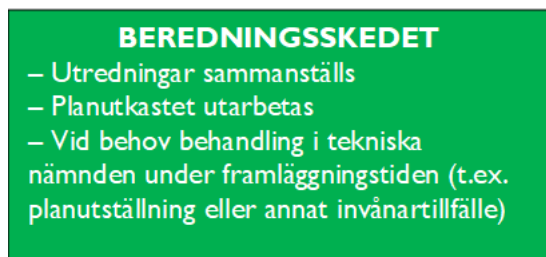 BEREDNINGSSKEDET
– Utredningar sammanställs
– Planutkastet utarbetas
– Vid behov behandling i tekniska
nämnden under framläggningstiden (t.ex.
planutställning eller annat invånartillfälle)